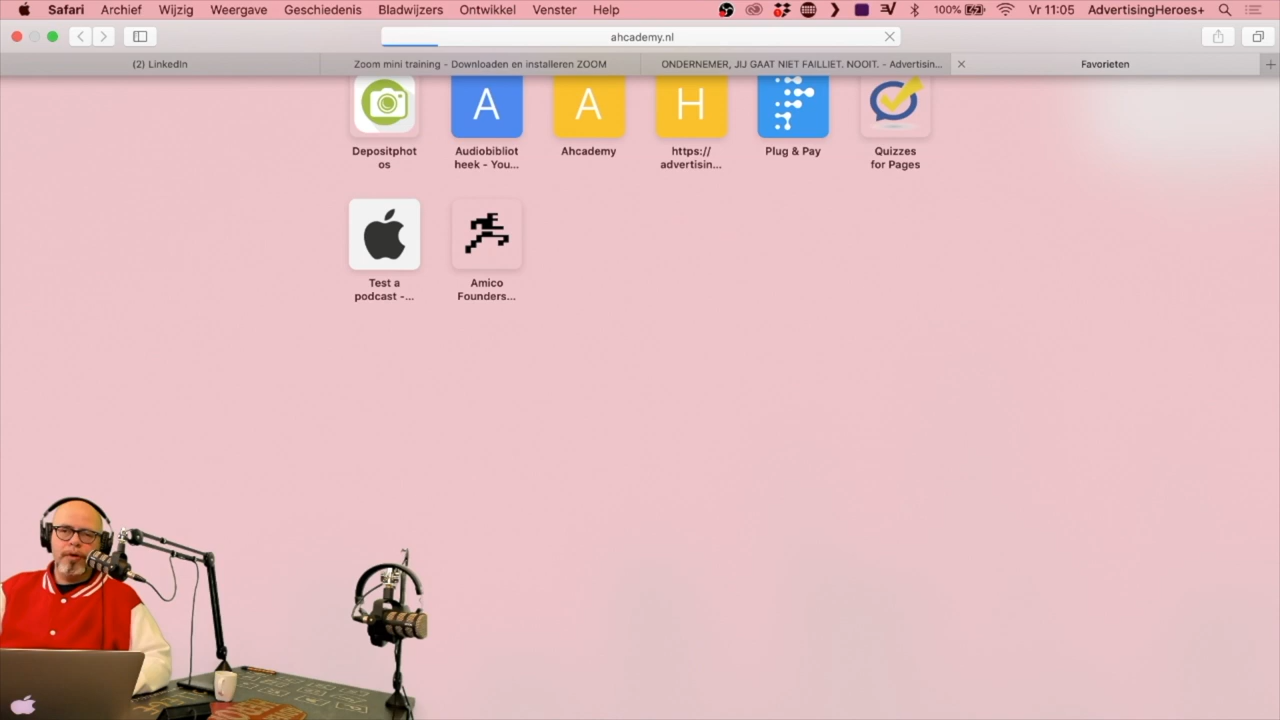 Safari Archief Wijzig Weergave Geschiedenis Bladwijzers Ontwikkel Venster Help 100% Vr 11:05 AdvertisingHeroes+
ahcademy.nl
(2) LinkedIn
Zoom mini training - Downloaden en installeren ZOOM
ONDERNEMER, JIJ GAAT NIET FAILLIET. NOOIT. - Advertisin...
Favorieten
A A H
Depositphot
os
Audiobibliot
heek - You...
Ahcademy
https://
advertisin...
Plug & Pay
Quizzes
for Pages
Test a
podcast -...
Amico
Founders...